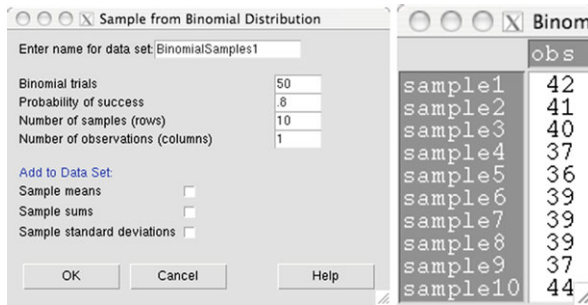 Sample from Binomial Distribution
Enter name for data set: BinomialSamples1
Binomial trials 50
Probability of success .8
Number of samples (rows) 10
Number of observations (columns) 1
Add to Data Set:
Sample means
Sample sums
Sample standard deviations
OK Cancel Help
X Binom
obs
sample1 42
sample2 41
sample3 40
sample4 37
sample5 36
sample6 39
sample7 39
sample8 39
sample9 37
sample10 44